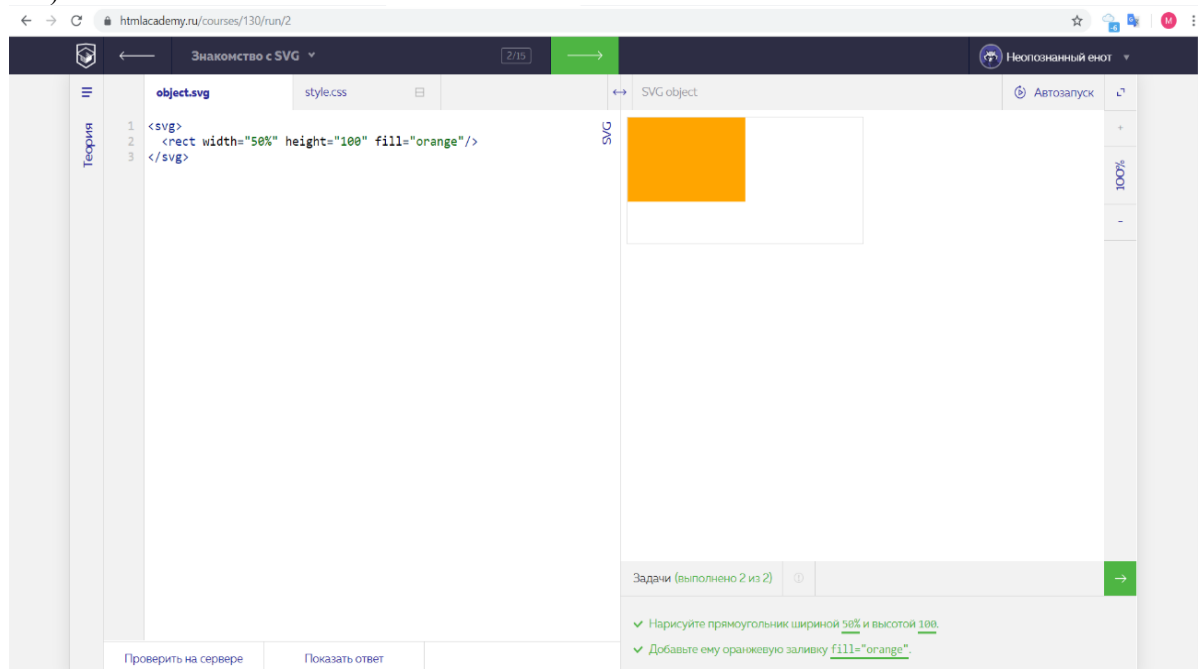 htmlacademy.ru/courses/130/run/2
-6
M
Знакомство с SVG
2/15
Неопознанный енот
object.svg
style.css
SVG object
Автозапуск
Теория
1 <svg>
2 <rect width="50%" height="100" fill="orange"/>
3 </svg>
SVG
+
100%
-
Задачи (выполнено 2 из 2)
Нарисуйте прямоугольник шириной 50% и высотой 100.
Добавьте ему оранжевую заливку fill="orange".
Проверить на сервере
Показать ответ